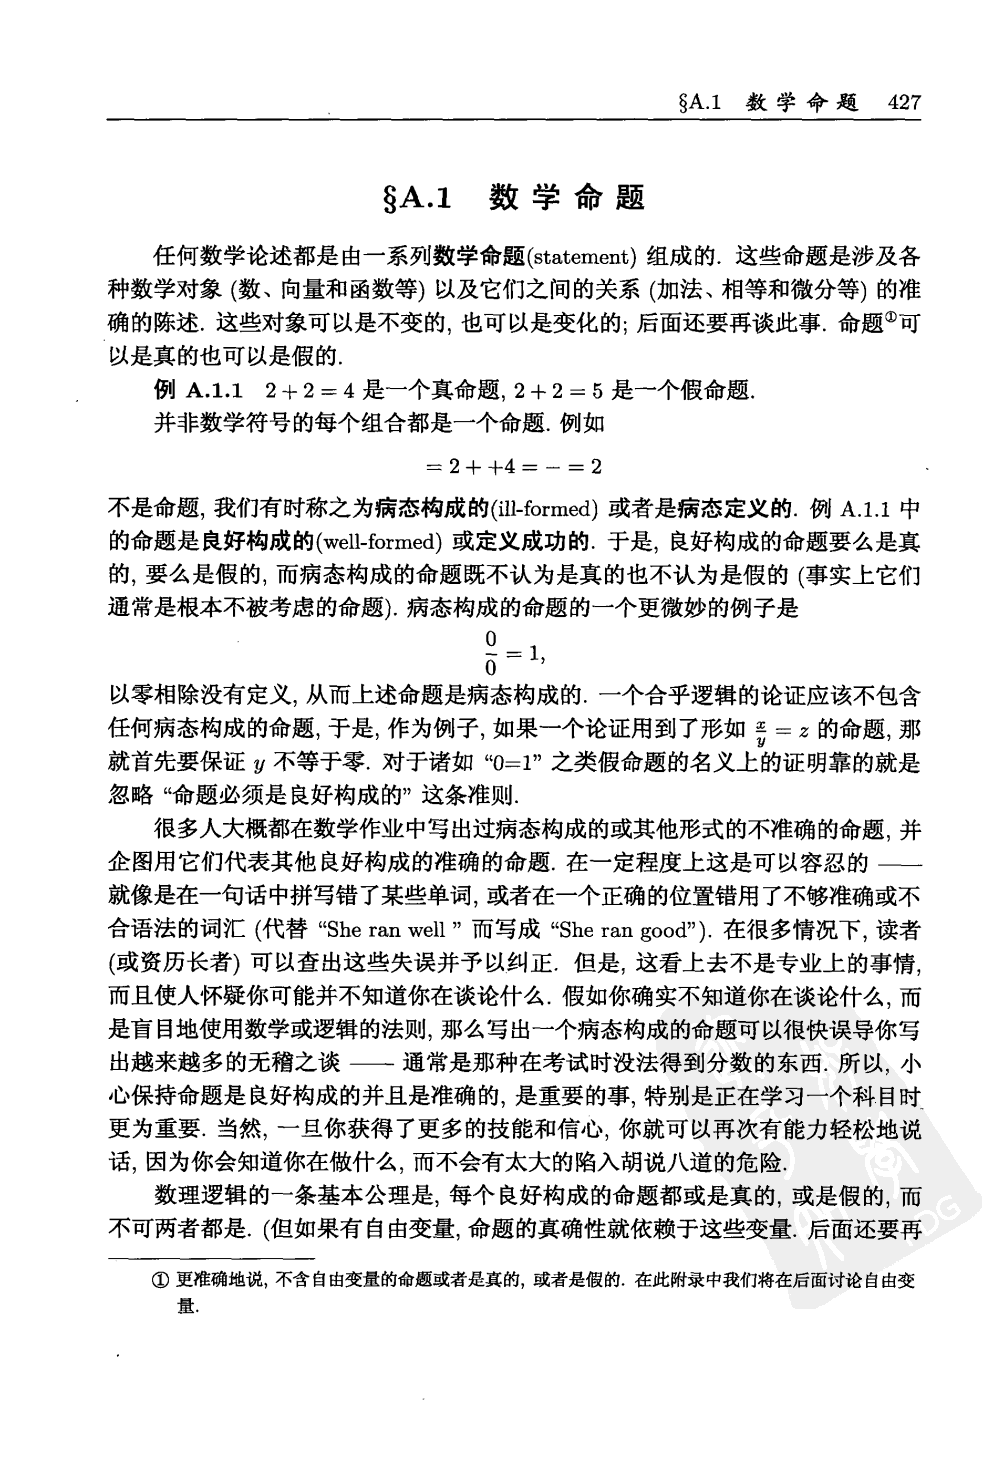 §A.1 数学命题 427
§A.1 数学命题
任何数学论述都是由一系列数学命题(statement) 组成的. 这些命题是涉及各
种数学对象 (数、向量和函数等) 以及它们之间的关系 (加法、相等和微分等) 的准
确的陈述. 这些对象可以是不变的, 也可以是变化的; 后面还要再谈此事. 命题①可
以是真的也可以是假的.
例 A.1.1 2 + 2 = 4 是一个真命题, 2 + 2 = 5 是一个假命题.
并非数学符号的每个组合都是一个命题. 例如
= 2 + +4 = − = 2
不是命题, 我们有时称之为病态构成的(ill-formed) 或者是病态定义的. 例 A.1.1 中
的命题是良好构成的(well-formed) 或定义成功的. 于是, 良好构成的命题要么是真
的, 要么是假的, 而病态构成的命题既不认为是真的也不认为是假的 (事实上它们
通常是根本不被考虑的命题). 病态构成的命题的一个更微妙的例子是
0/0 = 1,
以零相除没有定义, 从而上述命题是病态构成的. 一个合乎逻辑的论证应该不包含
任何病态构成的命题, 于是, 作为例子, 如果一个论证用到了形如 x/y = z 的命题, 那
就首先要保证 y 不等于零. 对于诸如 “0=1” 之类假命题的名义上的证明靠的就是
忽略 “命题必须是良好构成的” 这条准则.
很多人大概都在数学作业中写出过病态构成的或其他形式的不准确的命题, 并
企图用它们代表其他良好构成的准确的命题. 在一定程度上这是可以容忍的 ——
就像是在一句话中拼写错了某些单词, 或者在一个正确的位置错用了不够准确或不
合语法的词汇 (代替 “She ran well ” 而写成 “She ran good”). 在很多情况下, 读者
(或资历长者) 可以查出这些失误并予以纠正. 但是, 这看上去不是专业上的事情,
而且使人怀疑你可能并不知道你在谈论什么. 假如你确实不知道你在谈论什么, 而
是盲目地使用数学或逻辑的法则, 那么写出一个病态构成的命题可以很快误导你写
出越来越多的无稽之谈 —— 通常是那种在考试时没法得到分数的东西. 所以, 小
心保持命题是良好构成的并且是准确的, 是重要的事, 特别是正在学习一个科目时
更为重要. 当然, 一旦你获得了更多的技能和信心, 你就可以再次有能力轻松地说
话, 因为你会知道你在做什么, 而不会有太大的陷入胡说八道的危险.
数理逻辑的一条基本公理是, 每个良好构成的命题都或是真的, 或是假的, 而
不可两者都是. (但如果有自由变量, 命题的真确性就依赖于这些变量. 后面还要再
① 更准确地说, 不含自由变量的命题或者是真的, 或者是假的. 在此附录中我们将在后面讨论自由变
量.